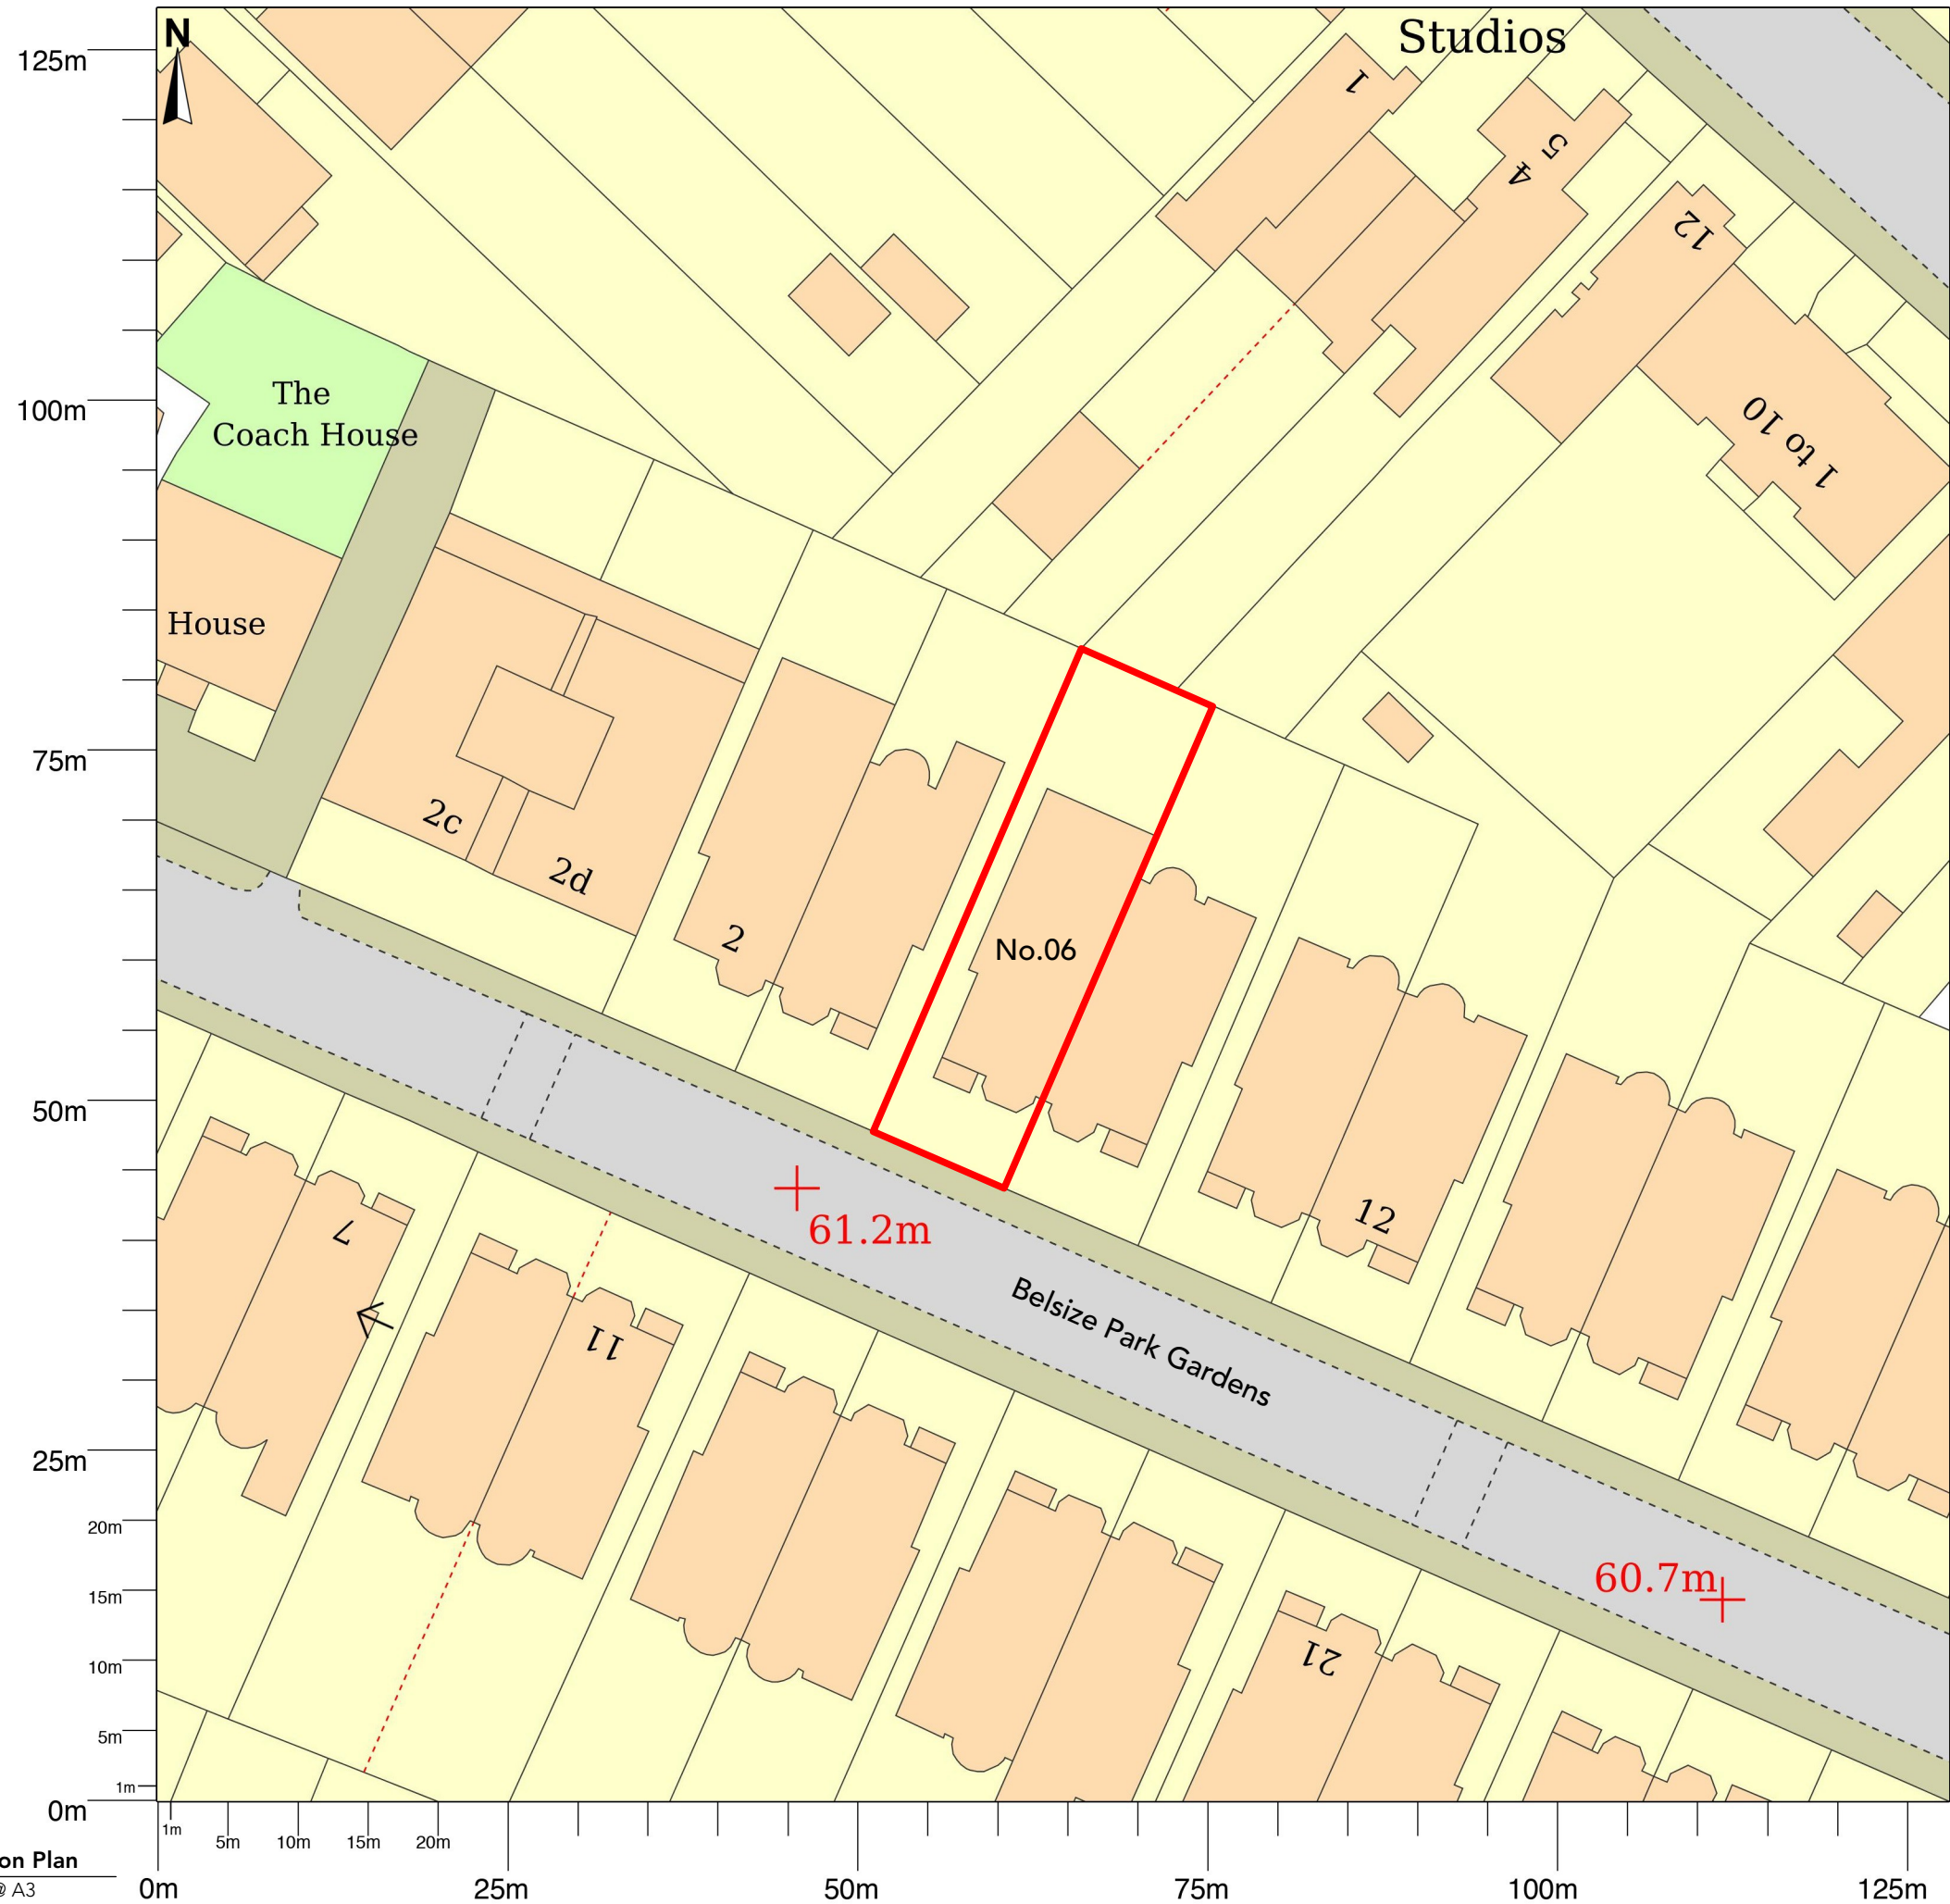 N
Studios
125m
1
5
4
12
The
Coach House
100m
1 to 10
House
75m
2c
2d
2
No.06
50m
61.2m
7
12
11
Belsize Park Gardens
25m
20m
60.7m
15m
21
10m
5m
1m
0m
1m
5m 10m 15m 20m
on Plan
@ A3
0m 25m 50m 75m 100m 125m